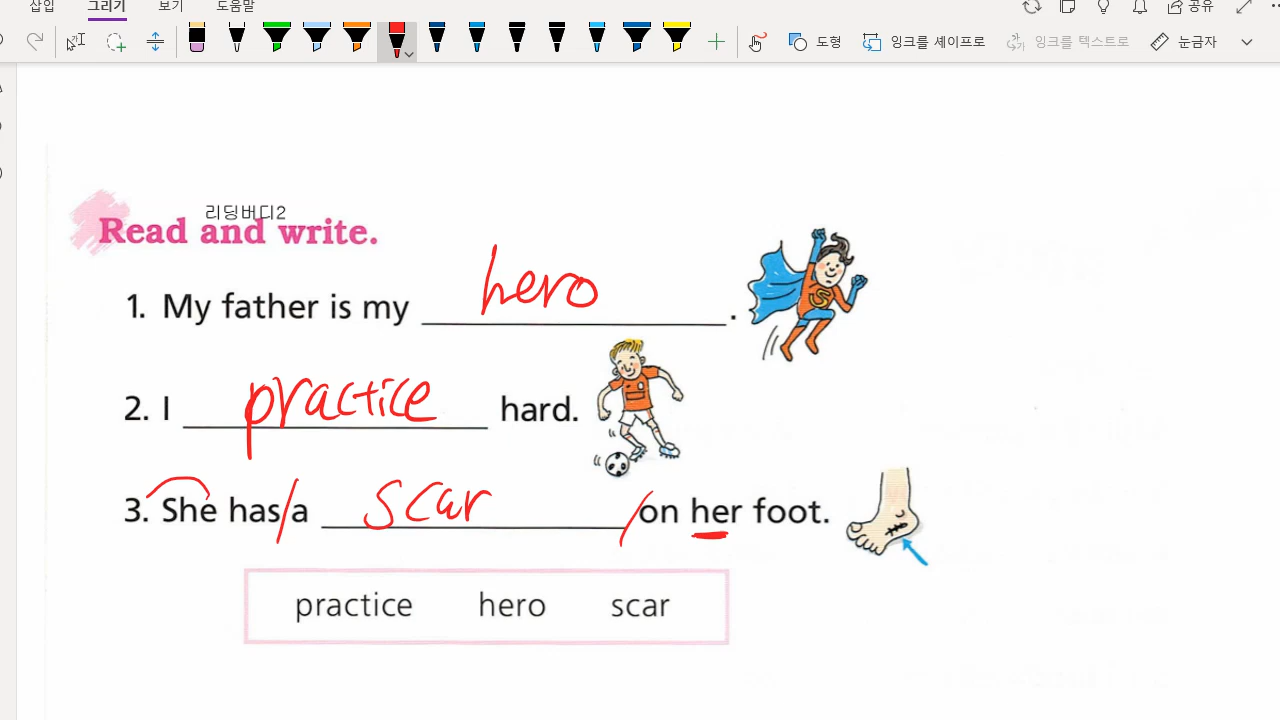 삽입 그리기 보기 도움말 공유
도형 잉크를 셰이프로 잉크를 텍스트로 눈금자
리딩버디2
Read and write.
1. My father is my hero.
2. I practice hard.
3. She has/a scar /on her foot.
practice hero scar